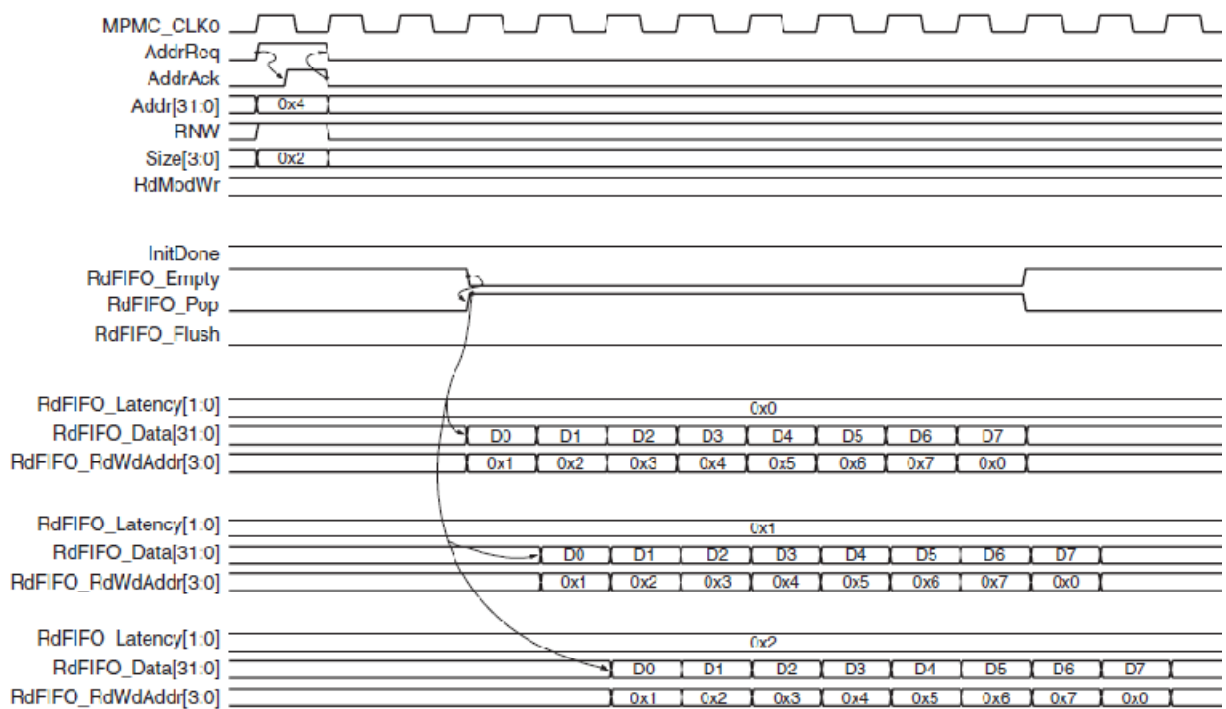 MPMC_CLK0
AddrReq
AddrAck
Addr[31:0] 0x4
RNW
Size[3:0] 0x2
RdModWr
InitDone
RdFIFO_Empty
RdFIFO_Pop
RdFIFO_Flush
RdFIFO_Latency[1:0] 0x0
RdFIFO_Data[31:0] D0 D1 D2 D3 D4 D5 D6 D7
RdFIFO_RdWdAddr[3:0] 0x1 0x2 0x3 0x4 0x5 0x6 0x7 0x0
RdFIFO_Latency[1:0] 0x1
RdFIFO_Data[31:0] D0 D1 D2 D3 D4 D5 D6 D7
RdFIFO_RdWdAddr[3:0] 0x1 0x2 0x3 0x4 0x5 0x6 0x7 0x0
RdFIFO_Latency[1:0] 0x2
RdFIFO_Data[31:0] D0 D1 D2 D3 D4 D5 D6 D7
RdFIFO_RdWdAddr[3:0] 0x1 0x2 0x3 0x4 0x5 0x6 0x7 0x0